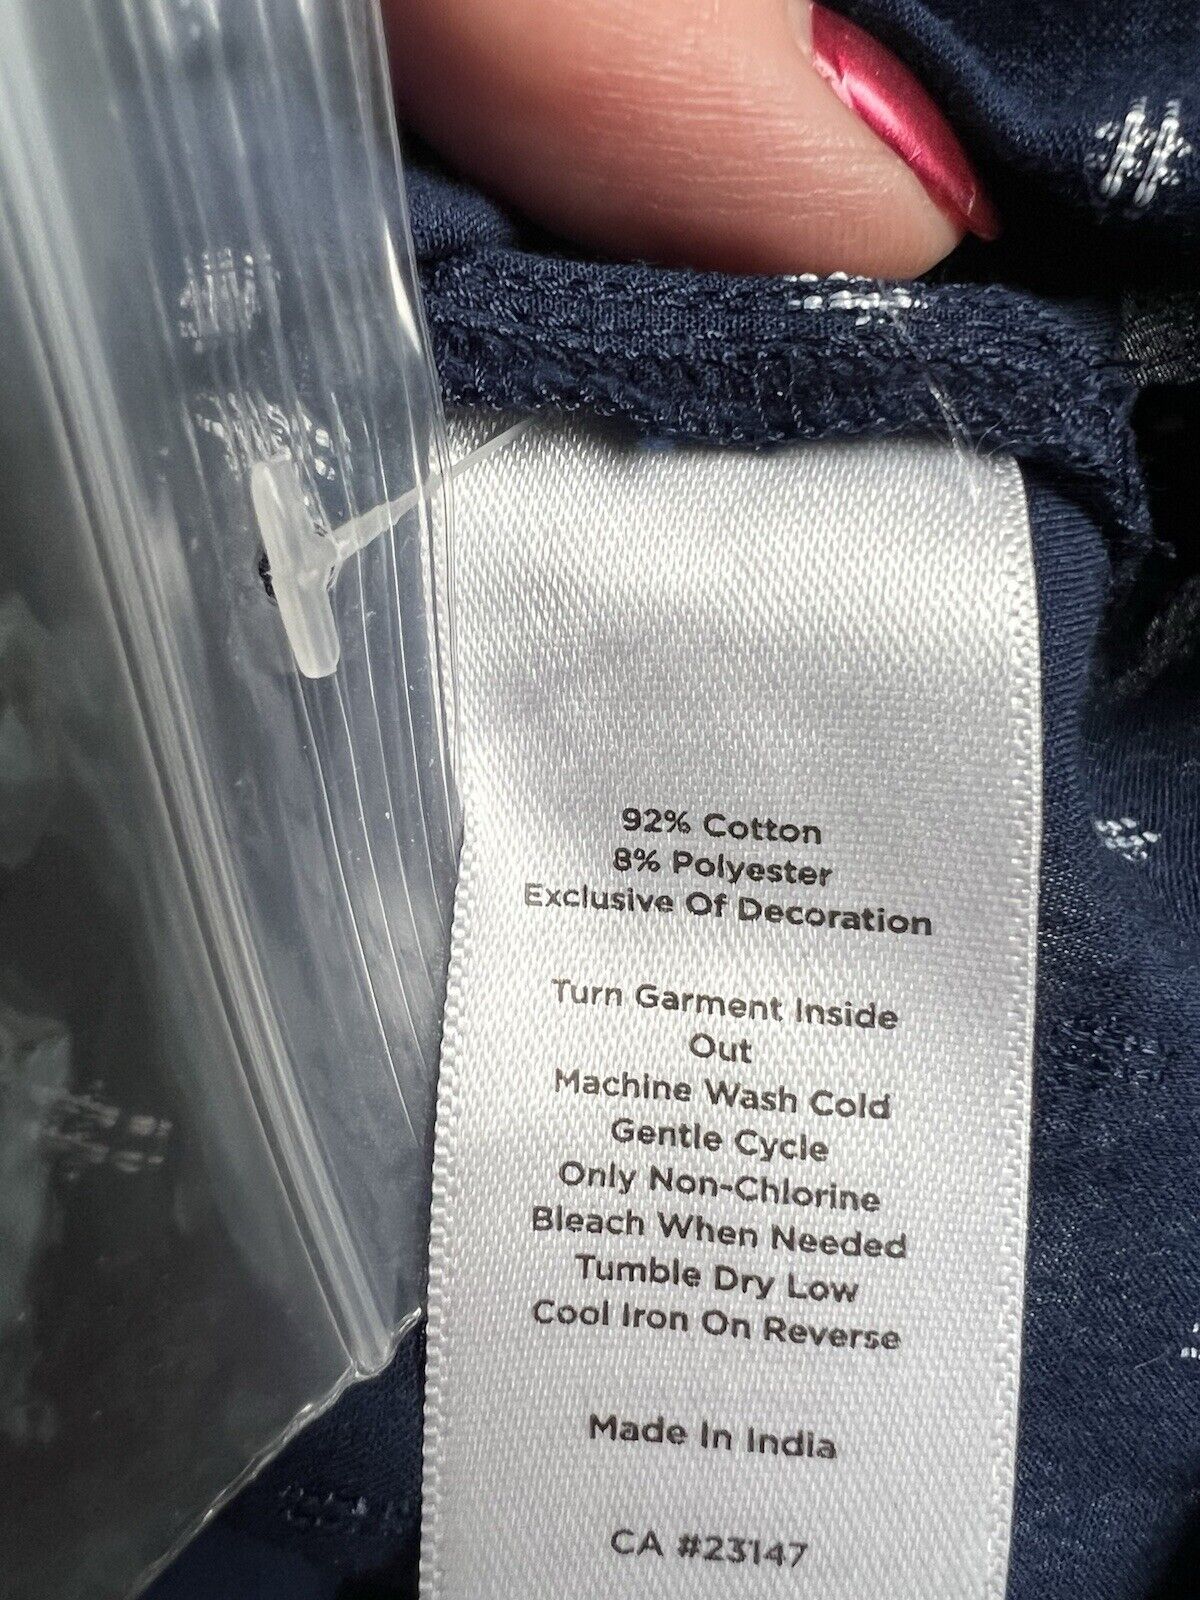 92% Cotton
8% Polyester
Exclusive Of Decoration
Turn Garment Inside
Out
Machine Wash Cold
Gentle Cycle
Only Non-Chlorine
Bleach When Needed
Tumble Dry Low
Cool Iron On Reverse
Made In India
CA #23147